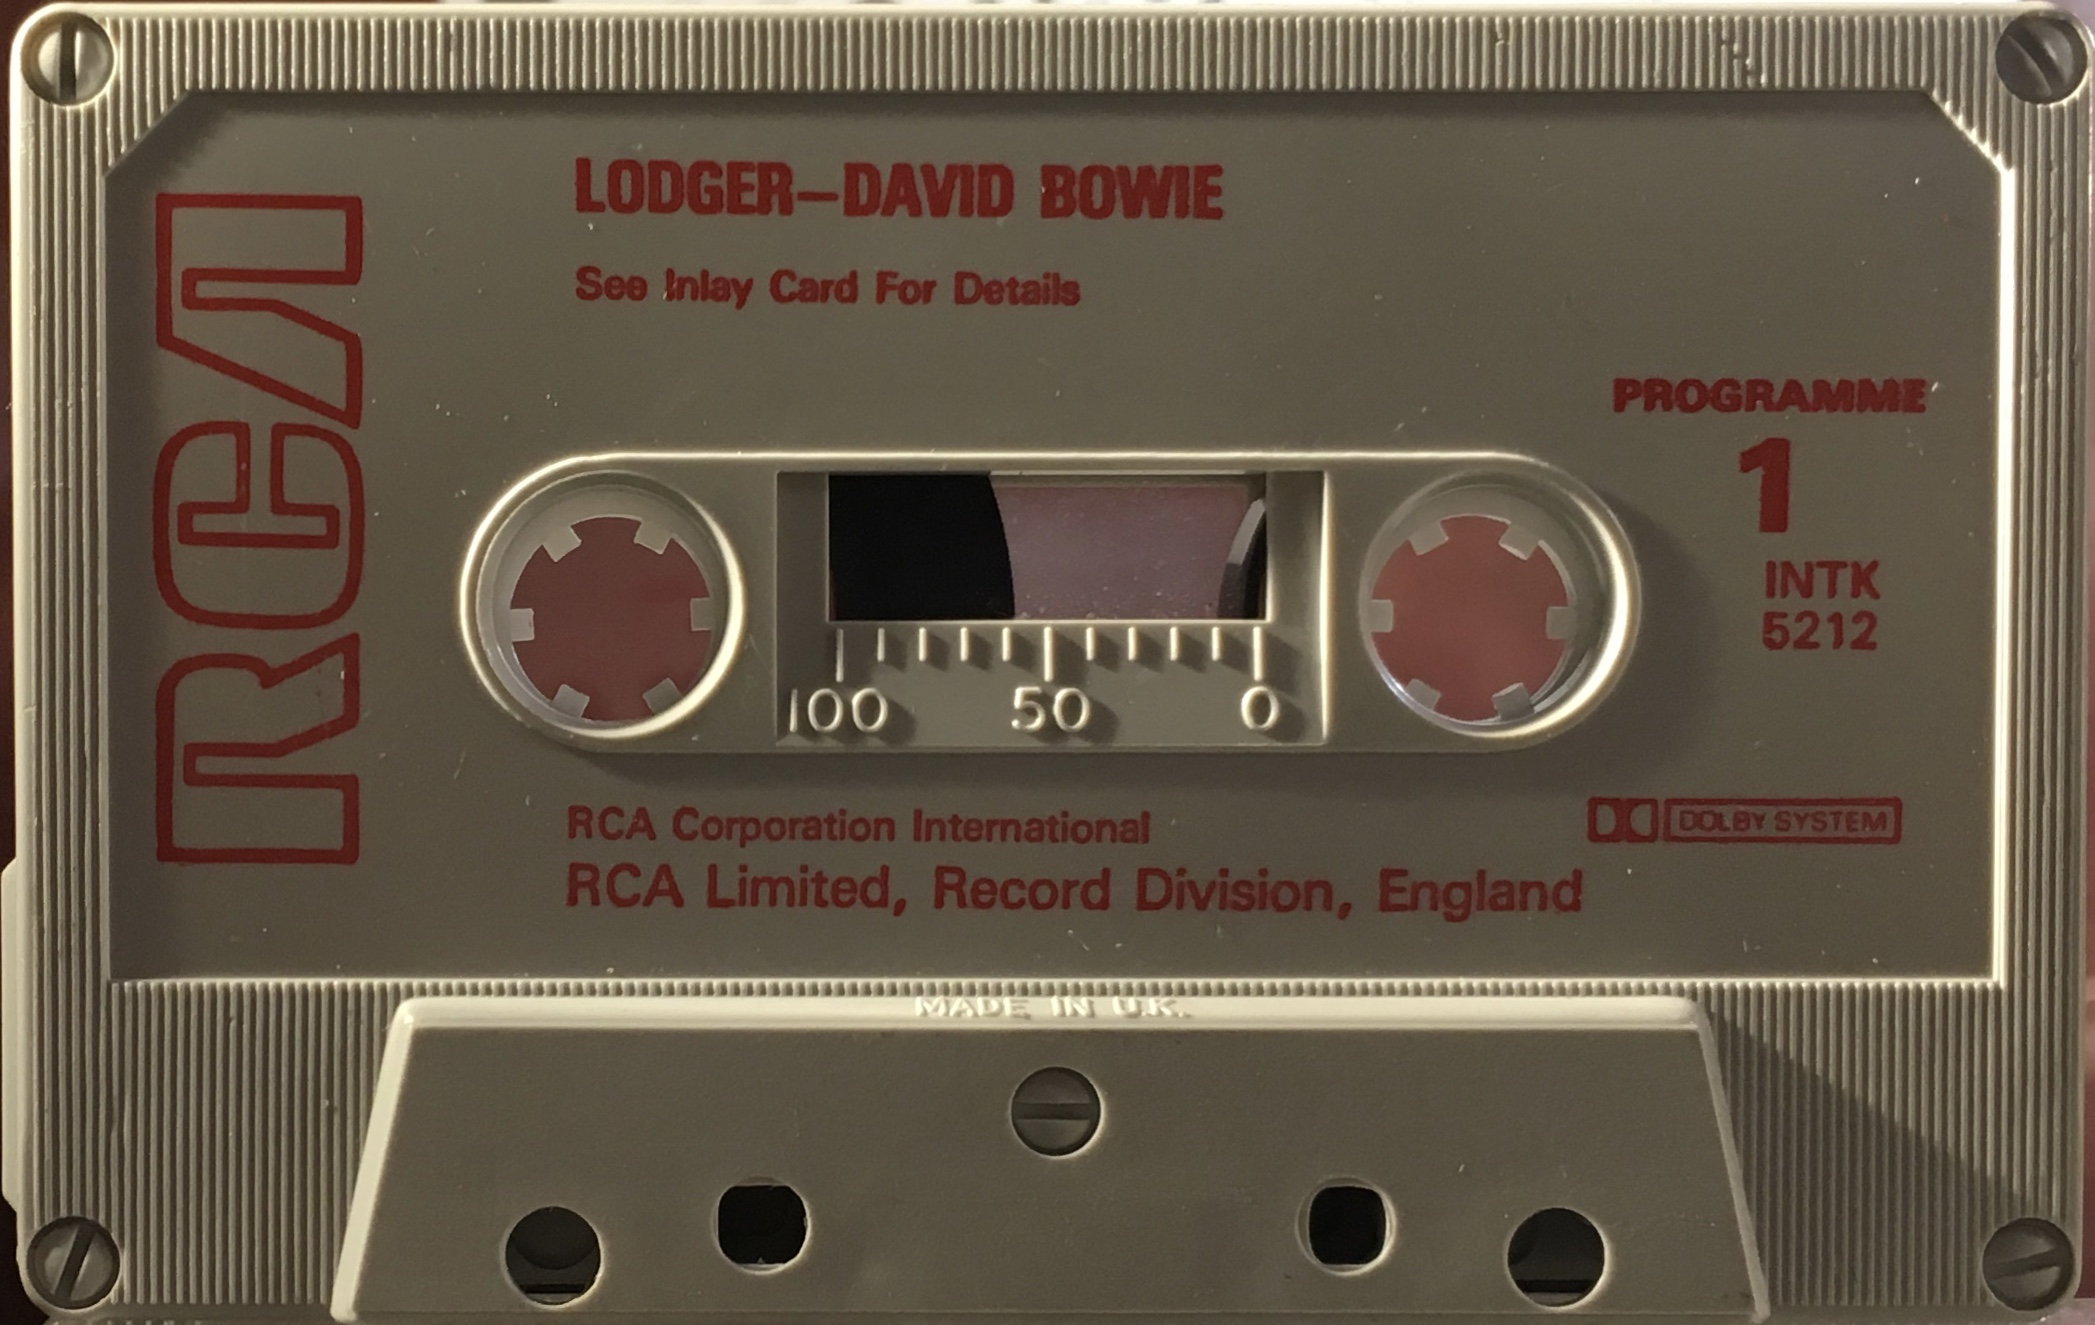 LODGER–DAVID BOWIE
See Inlay Card For Details
RCA
PROGRAMME
1
INTK
5212
100 50 0
RCA Corporation International
DOLBY SYSTEM
RCA Limited, Record Division, England
MADE IN U.K.